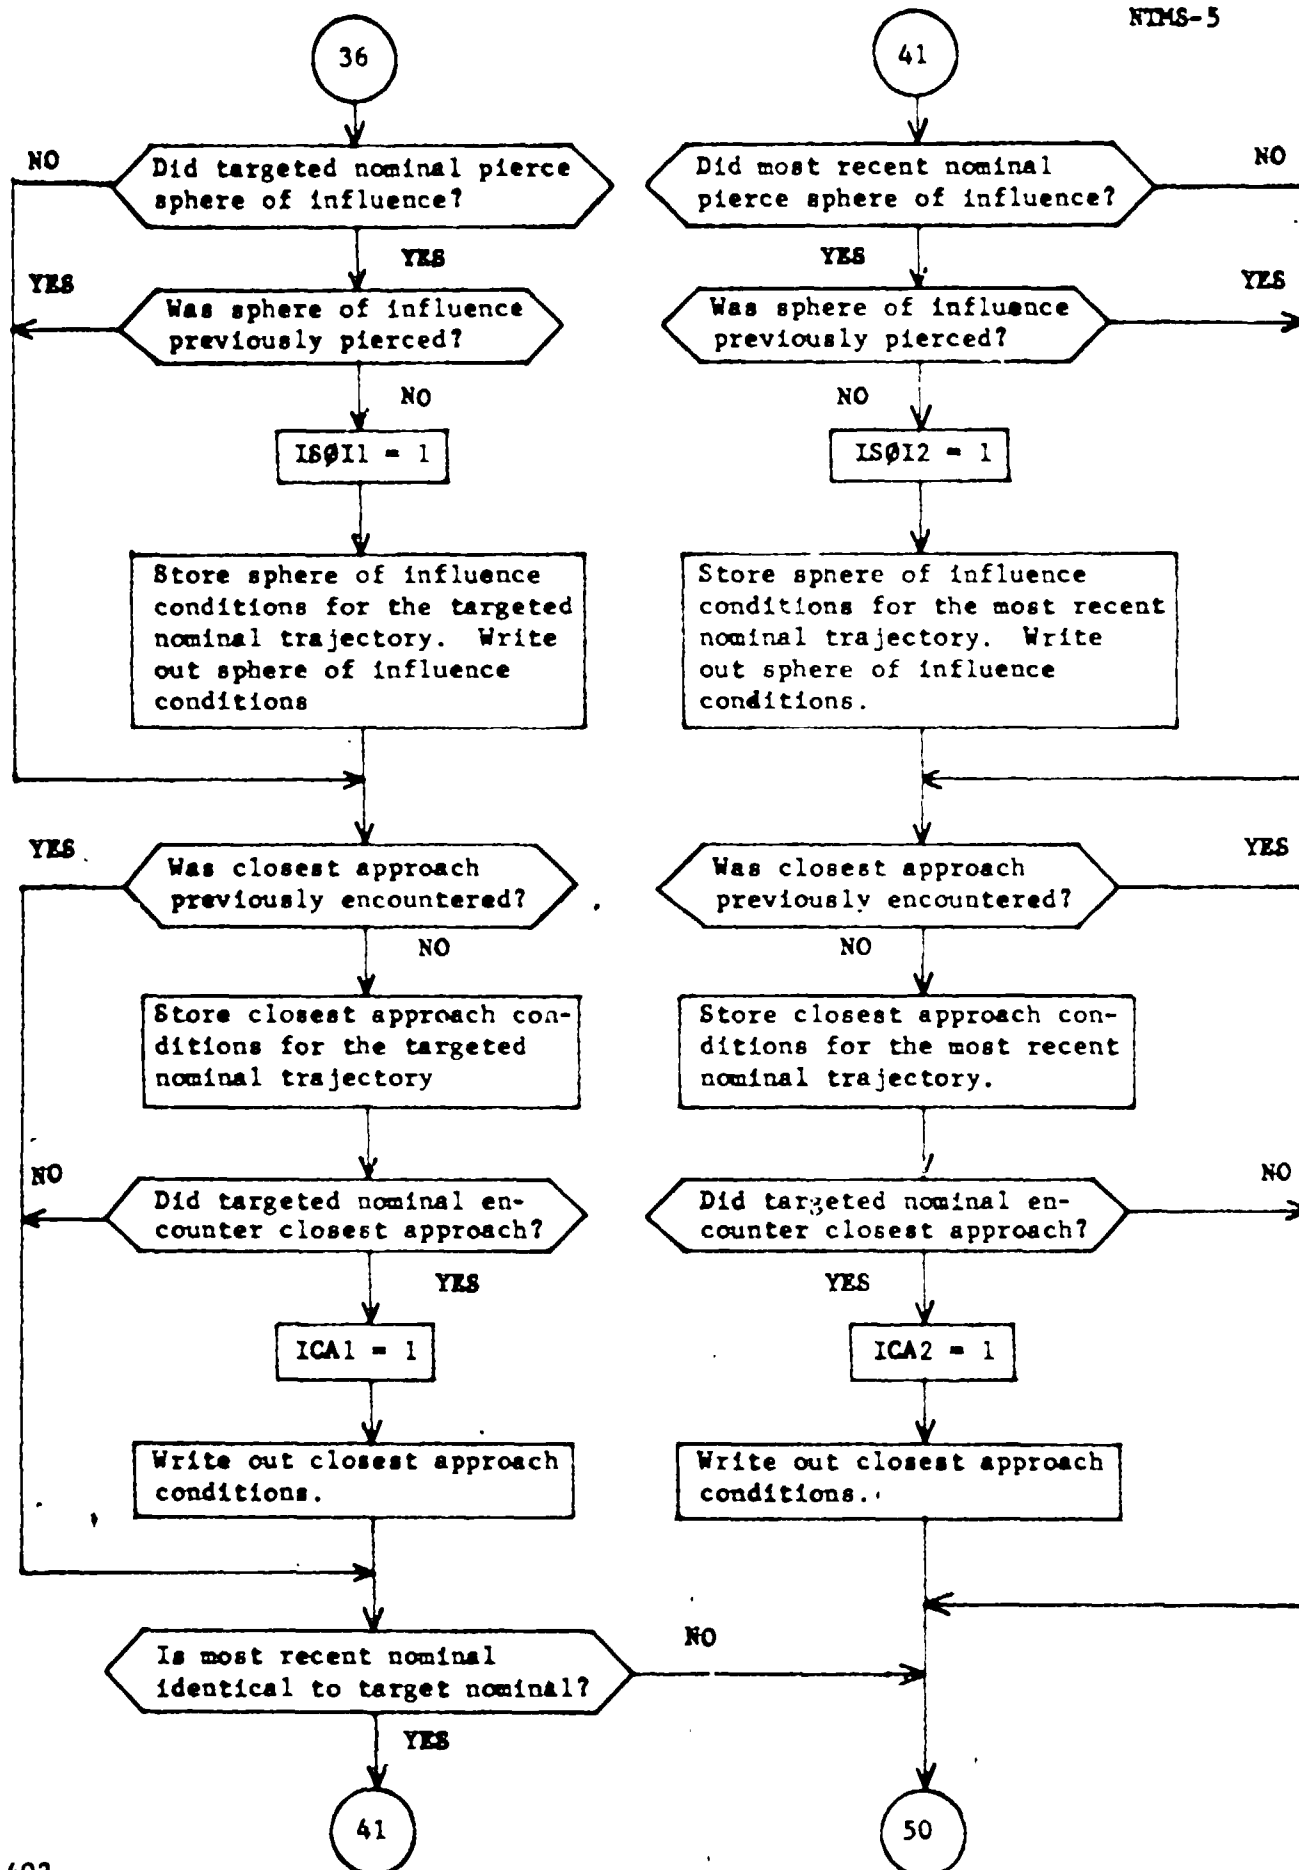 NTMS-5
36
NO
Did targeted nominal pierce
sphere of influence?
YES
YES
Was sphere of influence
previously pierced?
NO
ISØI1 = 1
Store sphere of influence
conditions for the targeted
nominal trajectory. Write
out sphere of influence
conditions
YES
Was closest approach
previously encountered?
NO
Store closest approach con-
ditions for the targeted
nominal trajectory
NO
Did targeted nominal en-
counter closest approach?
YES
ICA1 = 1
Write out closest approach
conditions.
Is most recent nominal
identical to target nominal?
NO
YES
41
41
Did most recent nominal
pierce sphere of influence?
NO
YES
Was sphere of influence
previously pierced?
YES
NO
ISØI2 = 1
Store sphere of influence
conditions for the most recent
nominal trajectory. Write
out sphere of influence
conditions.
Was closest approach
previously encountered?
YES
NO
Store closest approach con-
ditions for the most recent
nominal trajectory.
Did targeted nominal en-
counter closest approach?
NO
YES
ICA2 = 1
Write out closest approach
conditions.
50